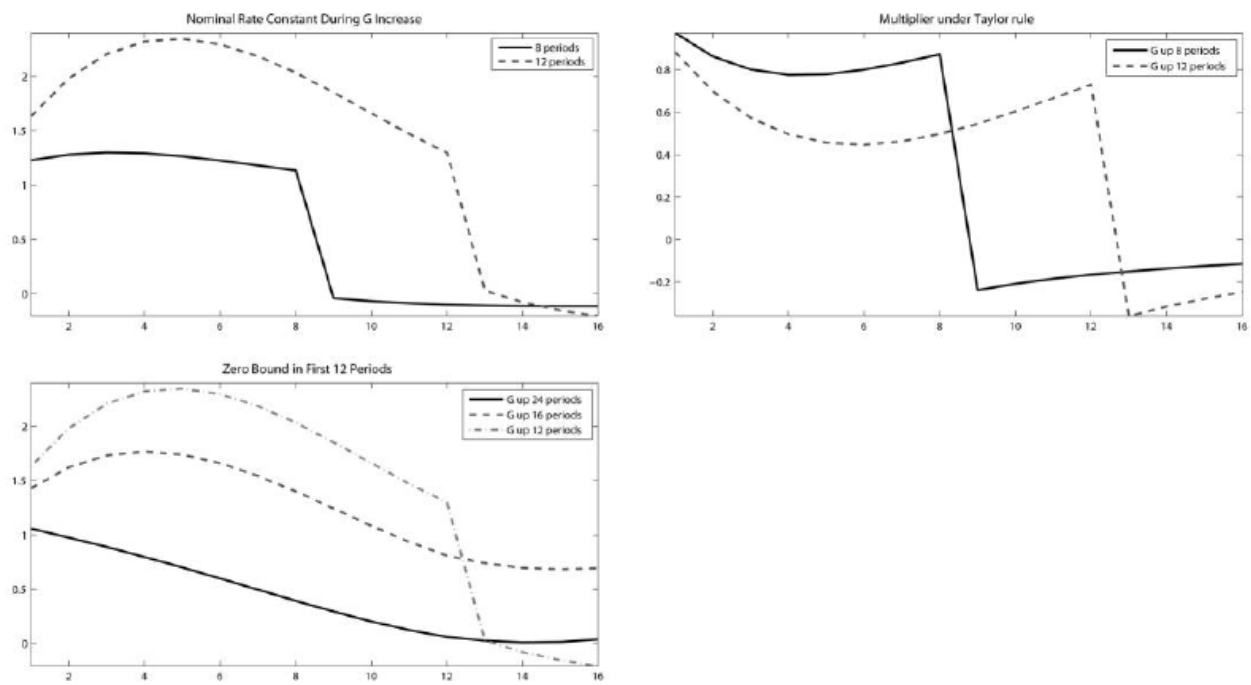 Nominal Rate Constant During G Increase
8 periods
12 periods
2
1.5
1
0.5
0
2 4 6 8 10 12 14 16
Multiplier under Taylor rule
G up 8 periods
G up 12 periods
0.8
0.6
0.4
0.2
0
−0.2
2 4 6 8 10 12 14 16
Zero Bound in First 12 Periods
G up 24 periods
G up 16 periods
G up 12 periods
2
1.5
1
0.5
0
2 4 6 8 10 12 14 16